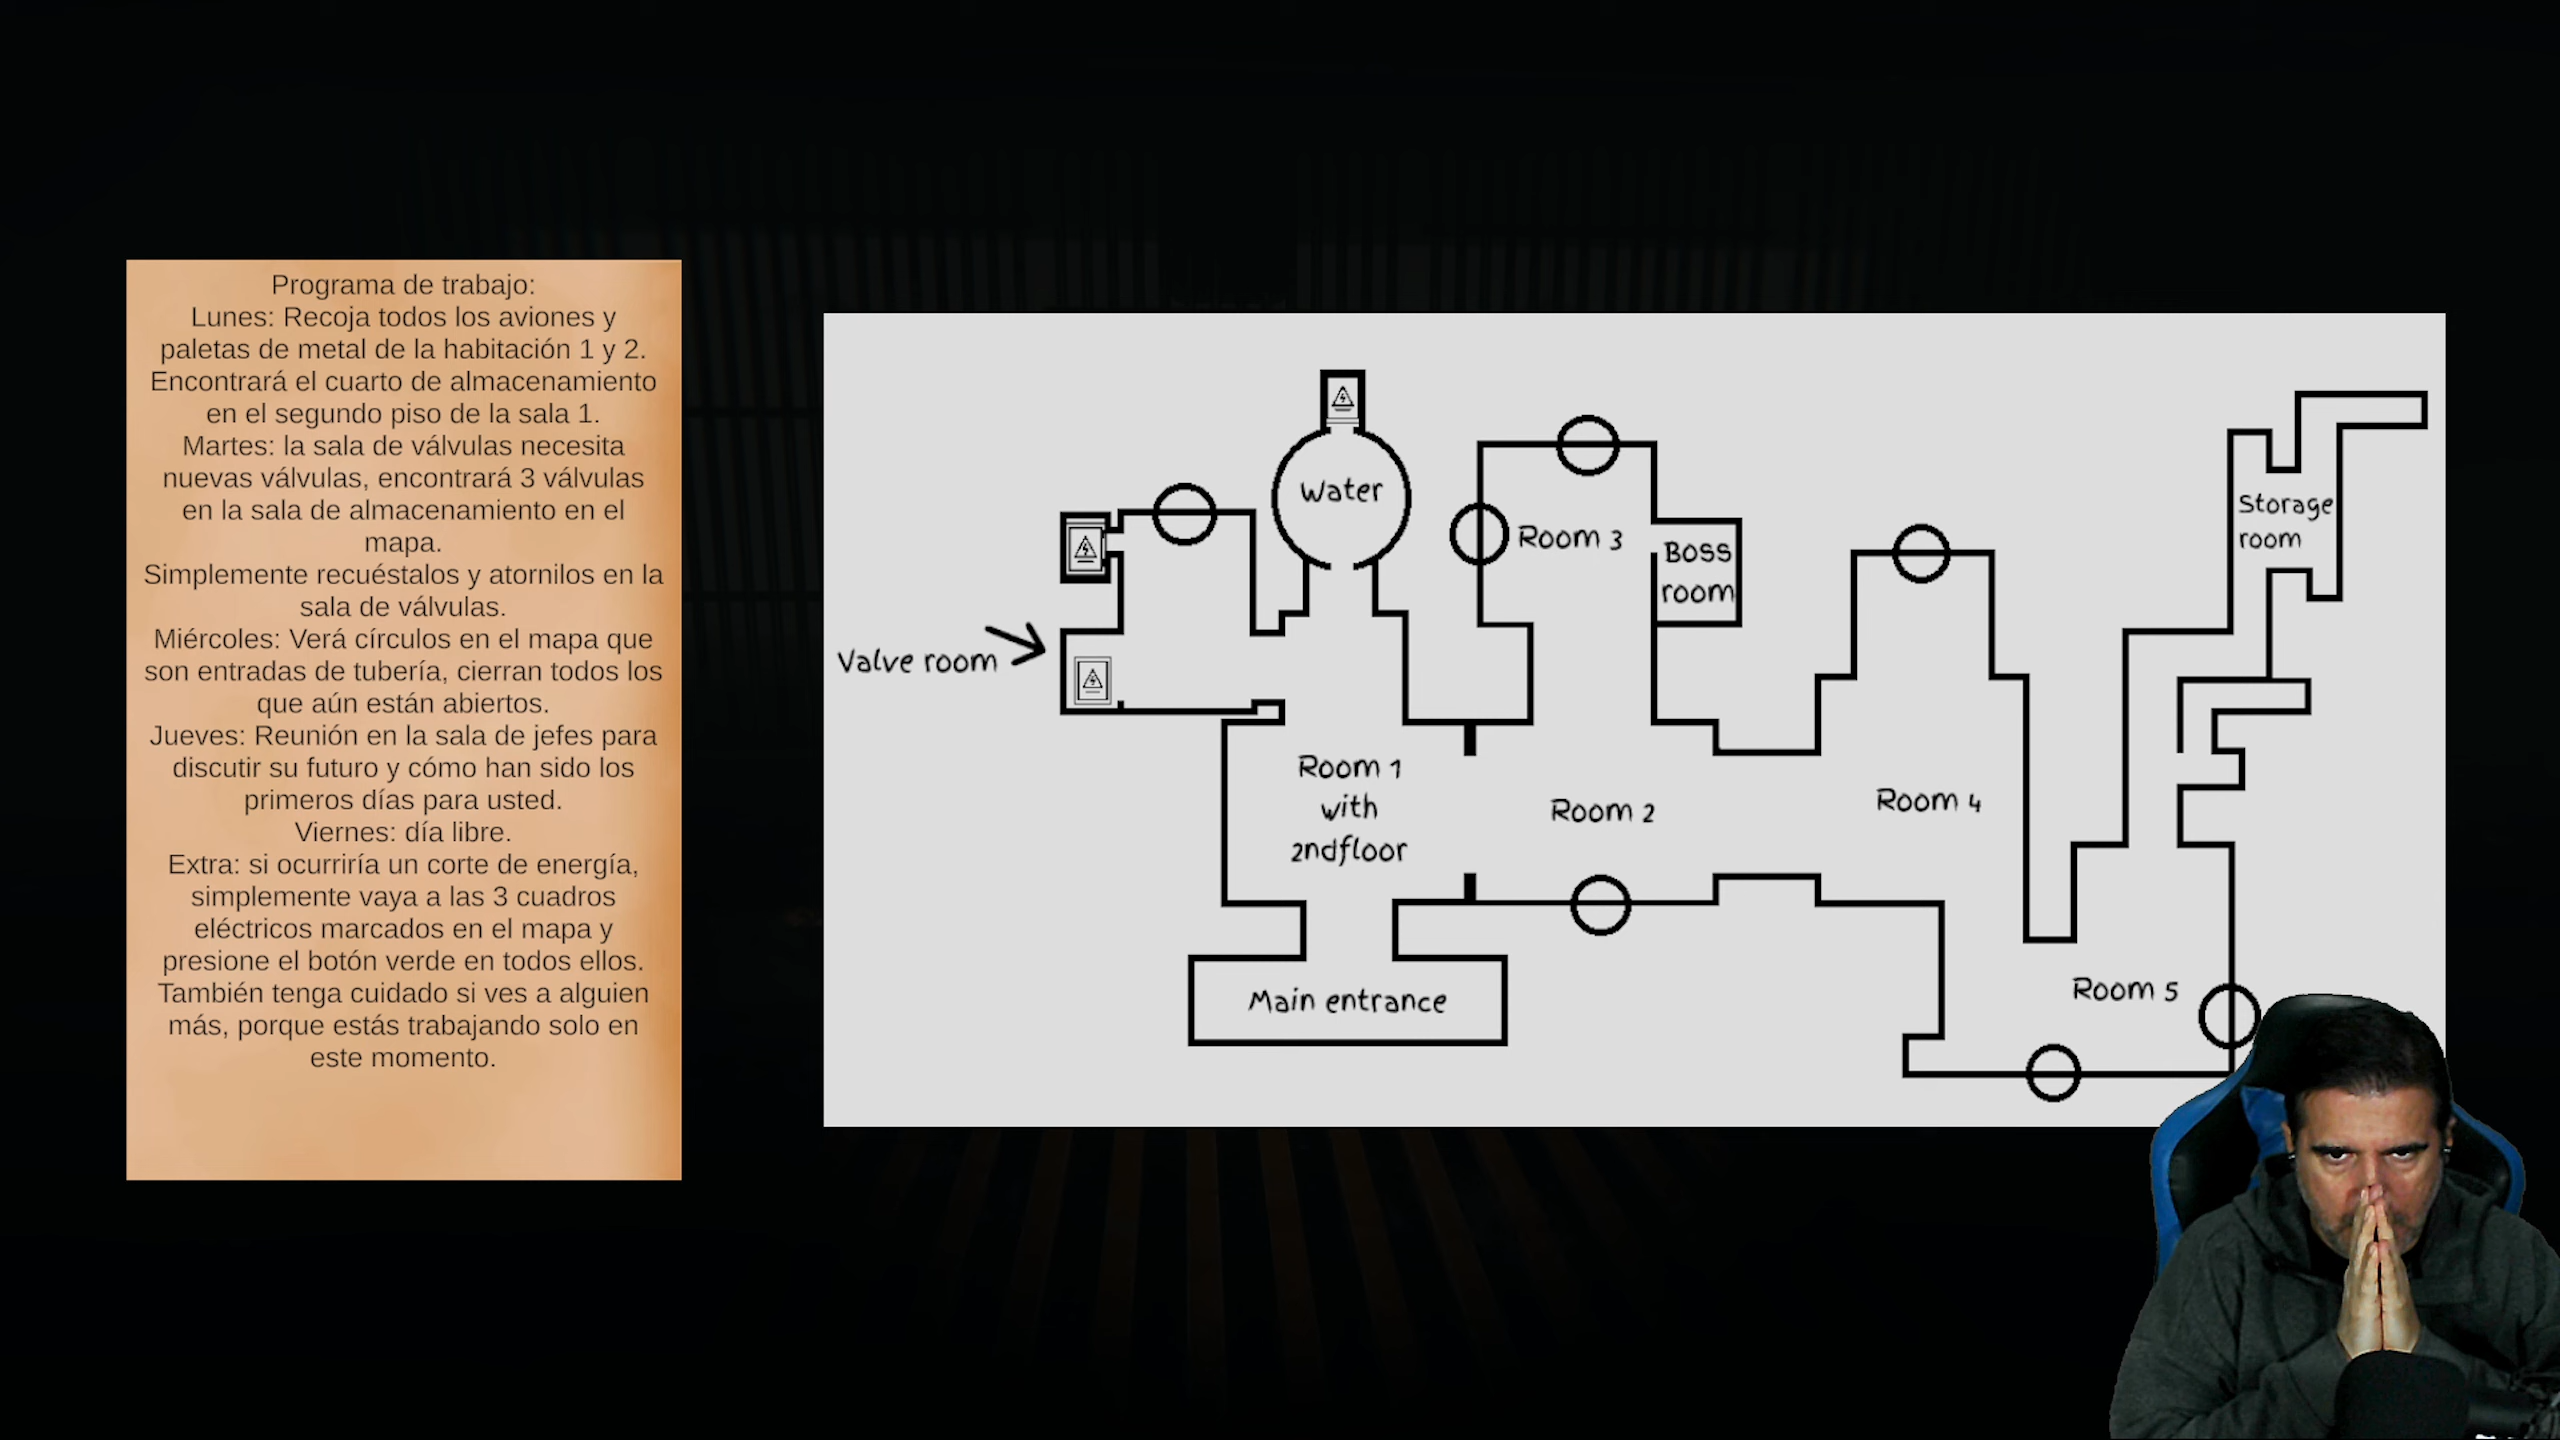 Programa de trabajo:
Lunes: Recoja todos los aviones y
paletas de metal de la habitación 1 y 2.
Encontrará el cuarto de almacenamiento
en el segundo piso de la sala 1.
Martes: la sala de válvulas necesita
nuevas válvulas, encontrará 3 válvulas
en la sala de almacenamiento en el
mapa.
Simplemente recuéstalos y atornilos en la
sala de válvulas.
Miércoles: Verá círculos en el mapa que
son entradas de tubería, cierran todos los
que aún están abiertos.
Jueves: Reunión en la sala de jefes para
discutir su futuro y cómo han sido los
primeros días para usted.
Viernes: día libre.
Extra: si ocurriría un corte de energía,
simplemente vaya a las 3 cuadros
eléctricos marcados en el mapa y
presione el botón verde en todos ellos.
También tenga cuidado si ves a alguien
más, porque estás trabajando solo en
este momento.
Water
Room 3
Boss
room
Storage
room
Valve room
Room 1
with
2ndfloor
Room 2
Room 4
Room 5
Main entrance